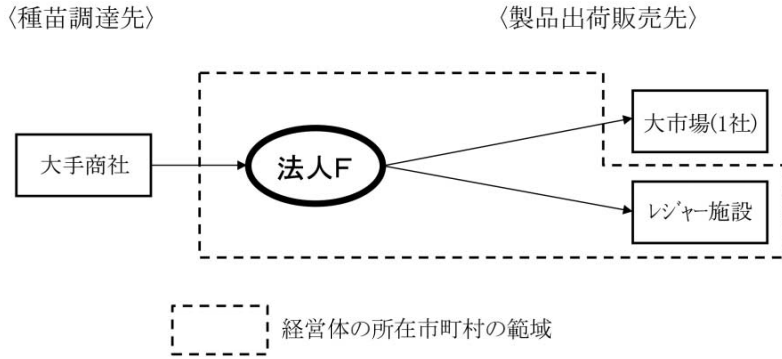 〈種苗調達先〉
〈製品出荷販売先〉
大手商社
法人F
大市場(1社)
ﾚｼﾞｬｰ施設
経営体の所在市町村の範域